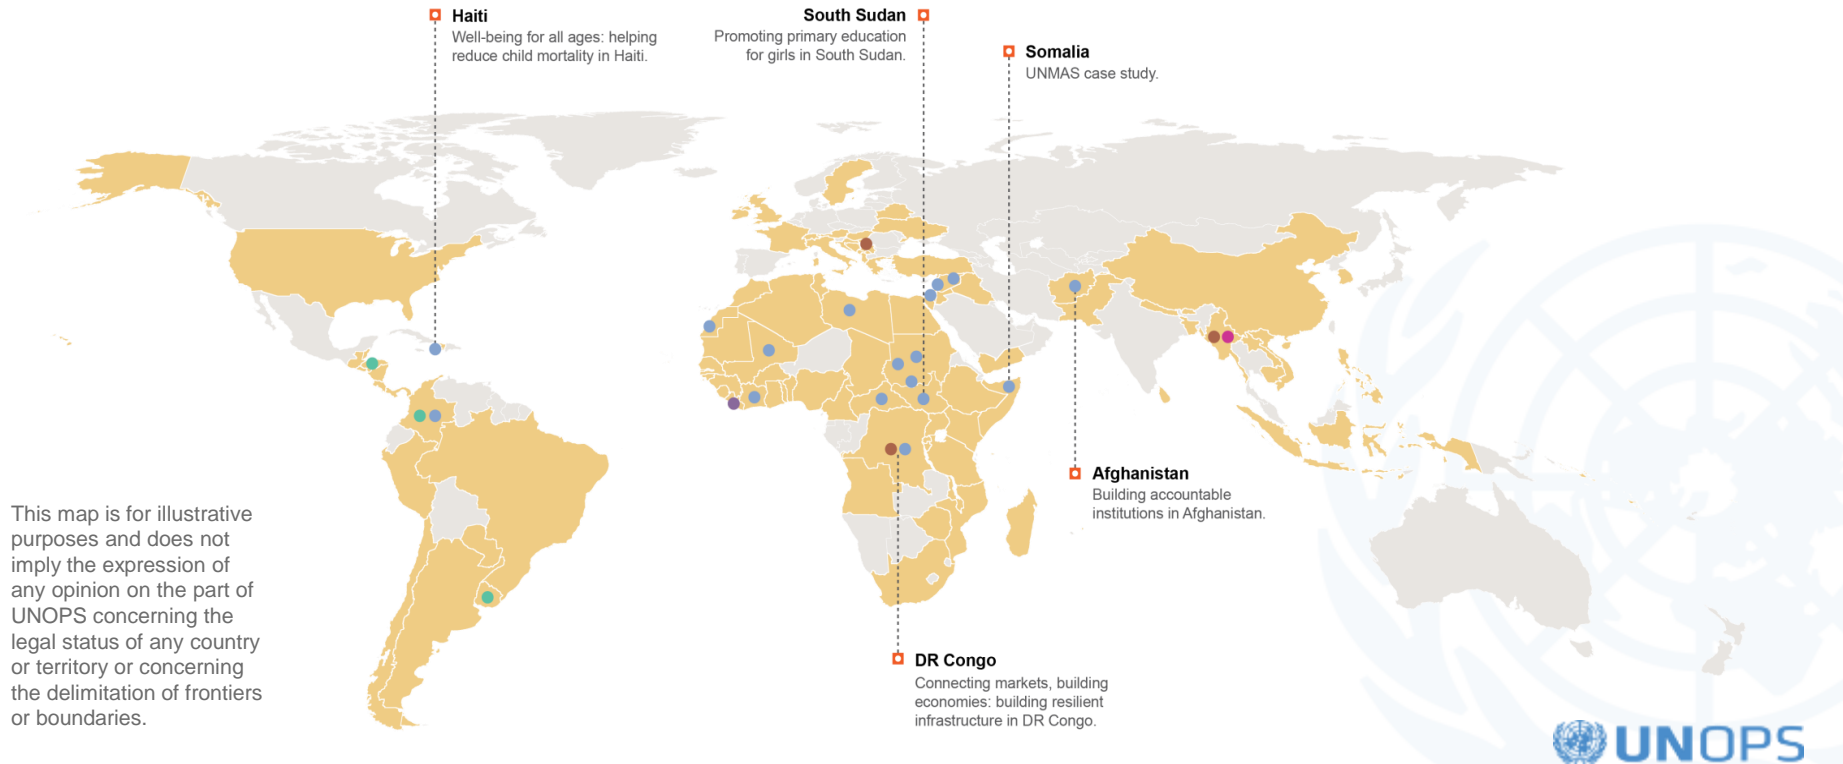 Haiti
Well-being for all ages: helping
reduce child mortality in Haiti.
South Sudan
Promoting primary education
for girls in South Sudan.
Somalia
UNMAS case study.
Afghanistan
Building accountable
institutions in Afghanistan.
This map is for illustrative
purposes and does not
imply the expression of
any opinion on the part of
UNOPS concerning the
legal status of any country
or territory or concerning
the delimitation of frontiers
or boundaries.
DR Congo
Connecting markets, building
economies: building resilient
infrastructure in DR Congo.
UNOPS